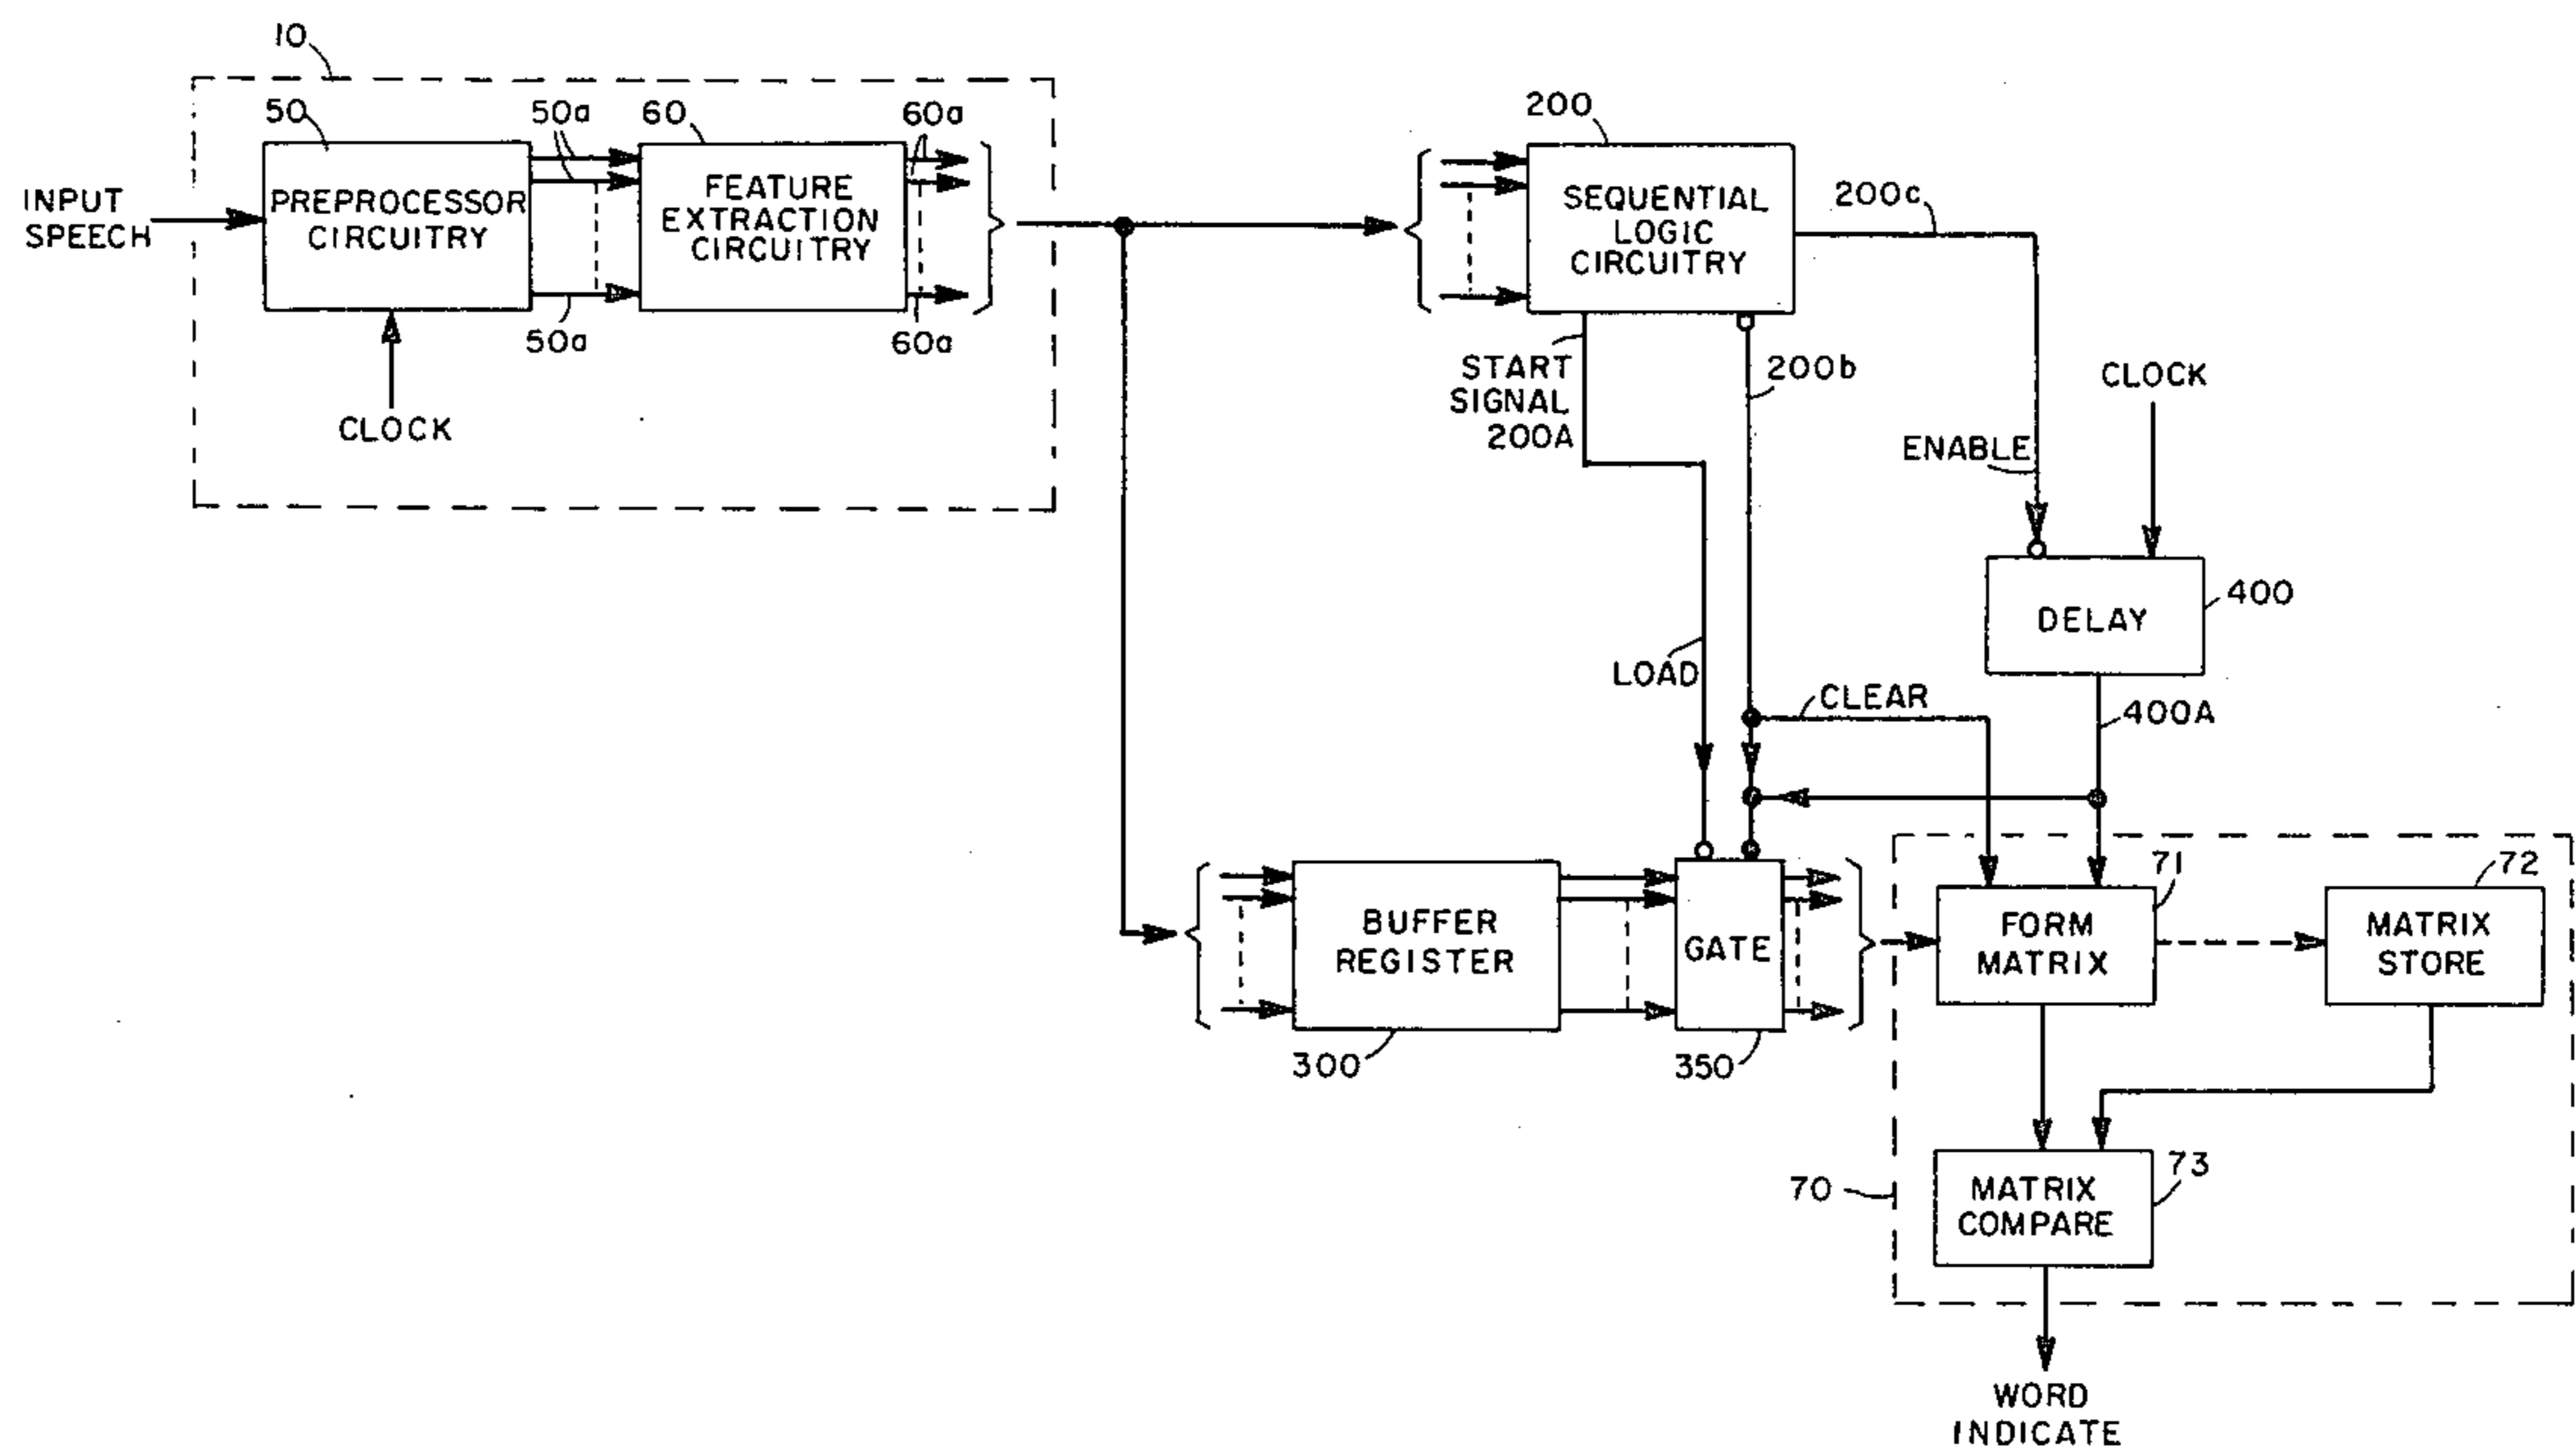 10
50
50a
60
60a
INPUT
SPEECH
PREPROCESSOR
CIRCUITRY
FEATURE
EXTRACTION
CIRCUITRY
50a
60a
CLOCK
200
SEQUENTIAL
LOGIC
CIRCUITRY
200c
START
SIGNAL
200A
200b
CLOCK
ENABLE
DELAY
400
LOAD
CLEAR
400A
BUFFER
REGISTER
300
GATE
350
71
FORM
MATRIX
72
MATRIX
STORE
70
73
MATRIX
COMPARE
WORD
INDICATE